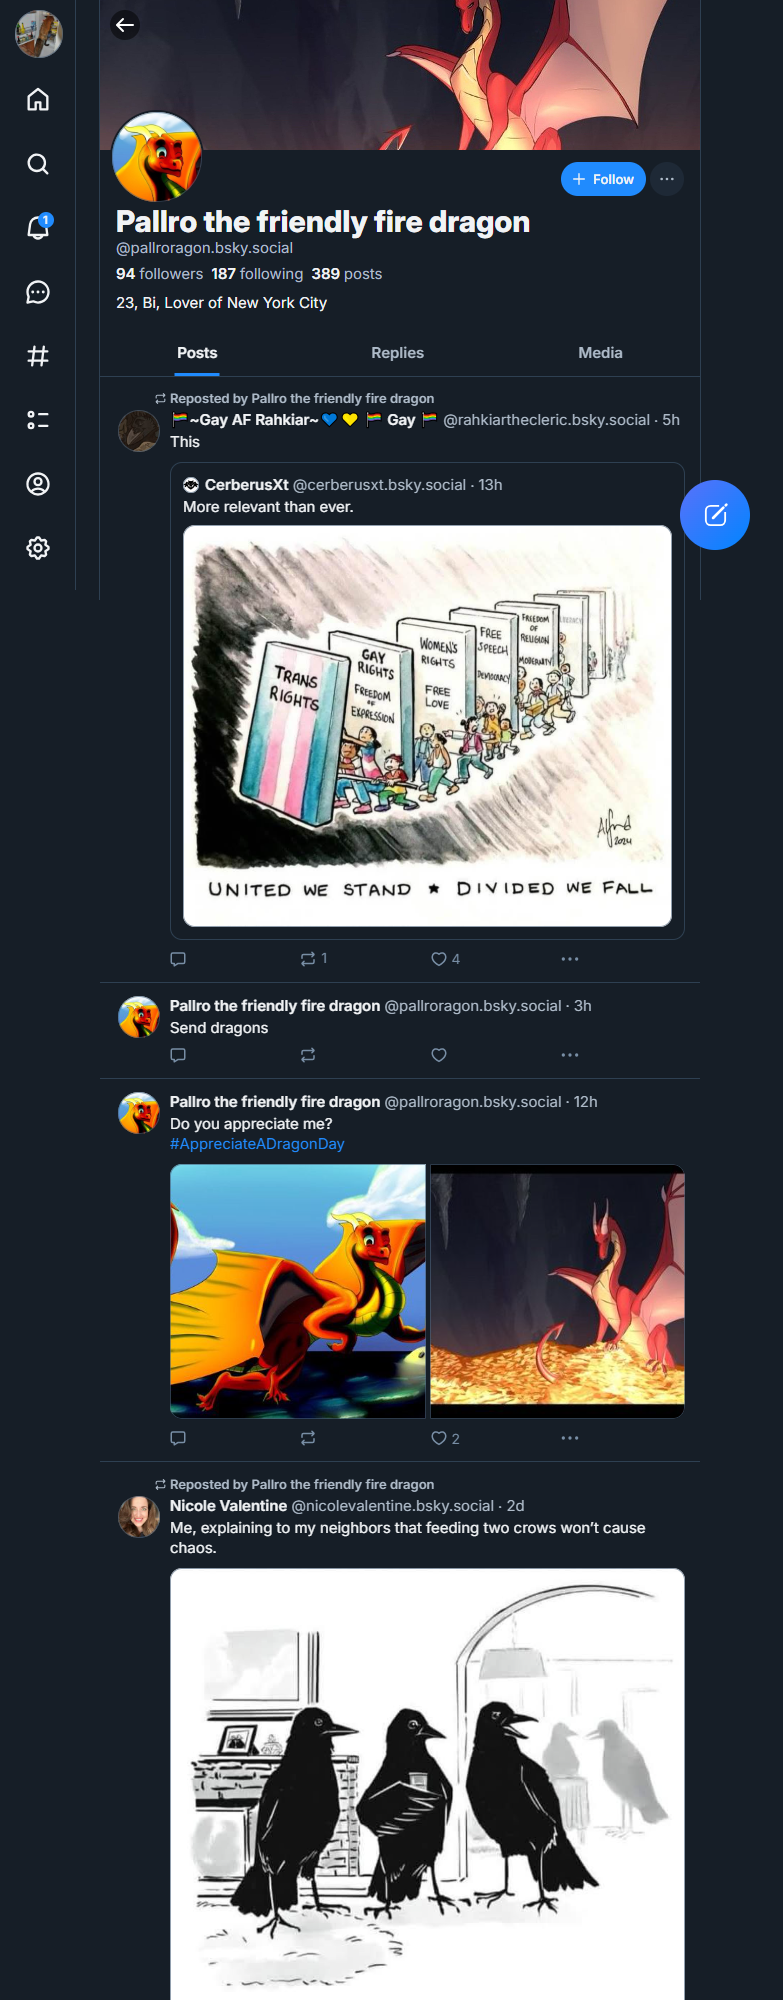 1
+ Follow
Pallro the friendly fire dragon
@pallroragon.bsky.social
94 followers 187 following 389 posts
23, Bi, Lover of New York City
Posts
Replies
Media
Reposted by Pallro the friendly fire dragon
🏳️‍🌈~Gay AF Rahkiar~💙💛 🏳️‍🌈 Gay 🏳️‍🌈 @rahkiarthecleric.bsky.social · 5h
This
CerberusXt @cerberusxt.bsky.social · 13h
More relevant than ever.
TRANS
RIGHTS
GAY
RIGHTS
FREEDOM
OF
EXPRESSION
WOMEN'S
RIGHTS
FREE
LOVE
FREE
SPEECH
DEMOCRACY
FREEDOM
OF
RELIGION
MODERNITY
2024
UNITED WE STAND ★ DIVIDED WE FALL
1
4
Pallro the friendly fire dragon @pallroragon.bsky.social · 3h
Send dragons
Pallro the friendly fire dragon @pallroragon.bsky.social · 12h
Do you appreciate me?
#AppreciateADragonDay
2
Reposted by Pallro the friendly fire dragon
Nicole Valentine @nicolevalentine.bsky.social · 2d
Me, explaining to my neighbors that feeding two crows won’t cause
chaos.